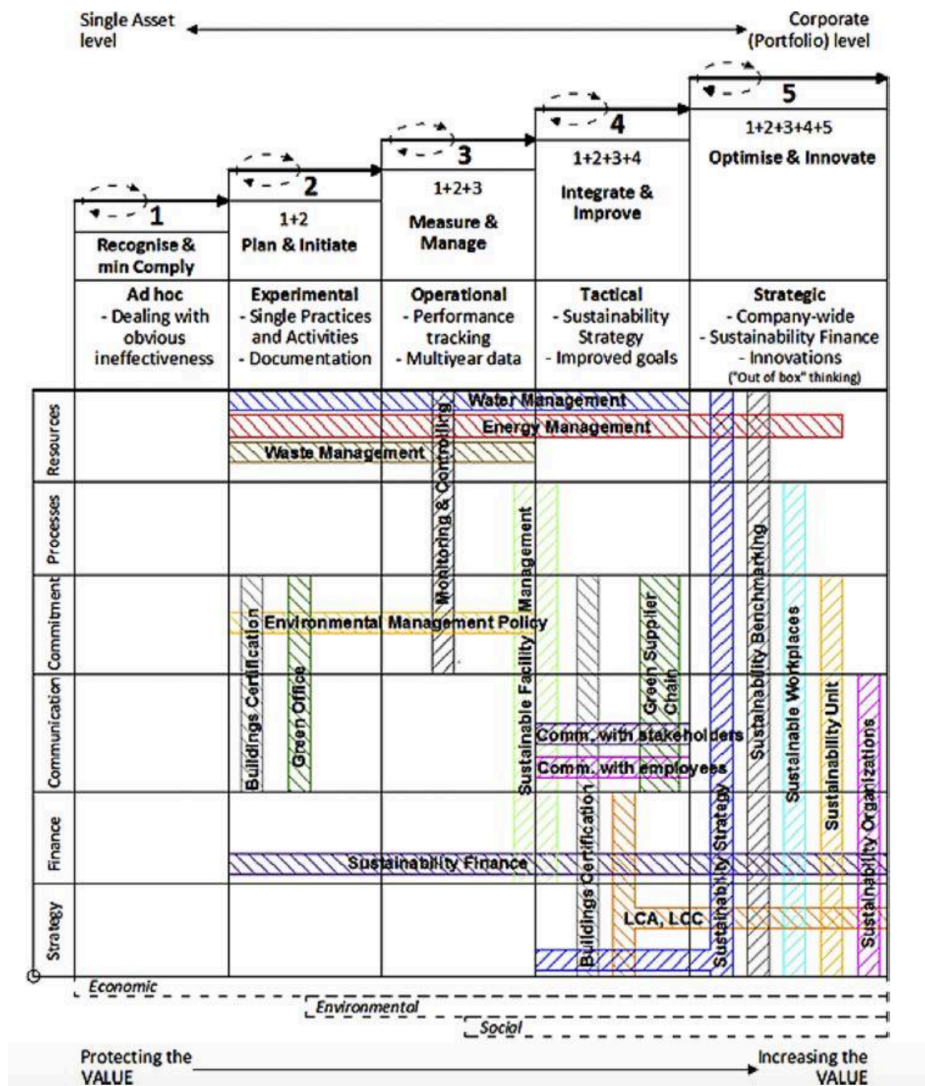 Single Asset
level
Corporate
(Portfolio) level
1
Recognise &
min Comply
2
1+2
Plan & Initiate
3
1+2+3
Measure &
Manage
4
1+2+3+4
Integrate &
Improve
5
1+2+3+4+5
Optimise & Innovate
Ad hoc
- Dealing with
obvious
ineffectiveness
Experimental
- Single Practices
and Activities
- Documentation
Operational
- Performance
tracking
- Multiyear data
Tactical
- Sustainability
Strategy
- Improved goals
Strategic
- Company-wide
- Sustainability Finance
- Innovations
("Out of box" thinking)
Resources
Processes
Commitment
Communication
Finance
Strategy
Water Management
Energy Management
Waste Management
Monitoring & Controlling
Environmental Management Policy
Buildings Certification
Green Office
Sustainable Facility Management
Green Supplier
Chain
Comm. with stakeholders
Comm. with employees
Buildings Certification
Sustainability Finance
LCA, LCC
Sustainability Strategy
Sustainability Benchmarking
Sustainable Workplaces
Sustainability Unit
Sustainability Organizations
Economic
Environmental
Social
Protecting the
VALUE
Increasing the
VALUE